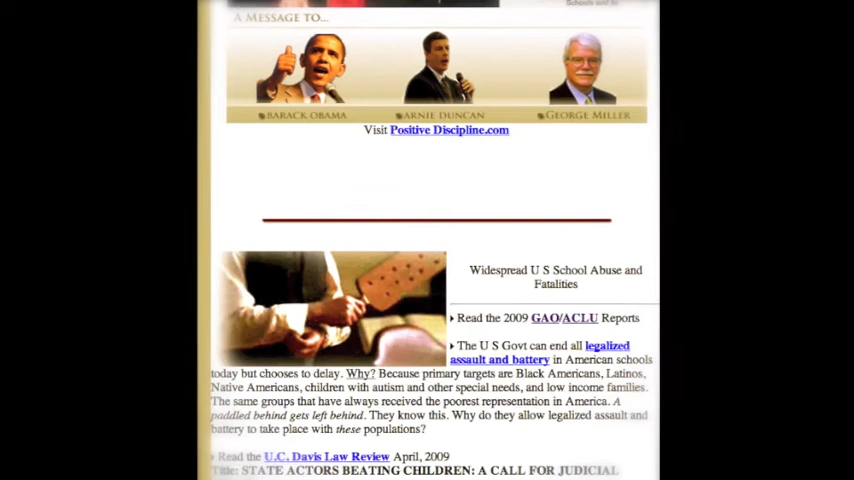 Schools and to
A MESSAGE TO...
BARACK OBAMA
ARNIE DUNCAN
GEORGE MILLER
Visit Positive Discipline.com
Widespread U S School Abuse and
Fatalities
Read the 2009 GAO/ACLU Reports
The U S Govt can end all legalized
assault and battery in American schools
today but chooses to delay. Why? Because primary targets are Black Americans, Latinos,
Native Americans, children with autism and other special needs, and low income families.
The same groups that have always received the poorest representation in America. A
paddled behind gets left behind. They know this. Why do they allow legalized assault and
battery to take place with these populations?
Read the U.C. Davis Law Review April, 2009
Title: STATE ACTORS BEATING CHILDREN: A CALL FOR JUDICIAL